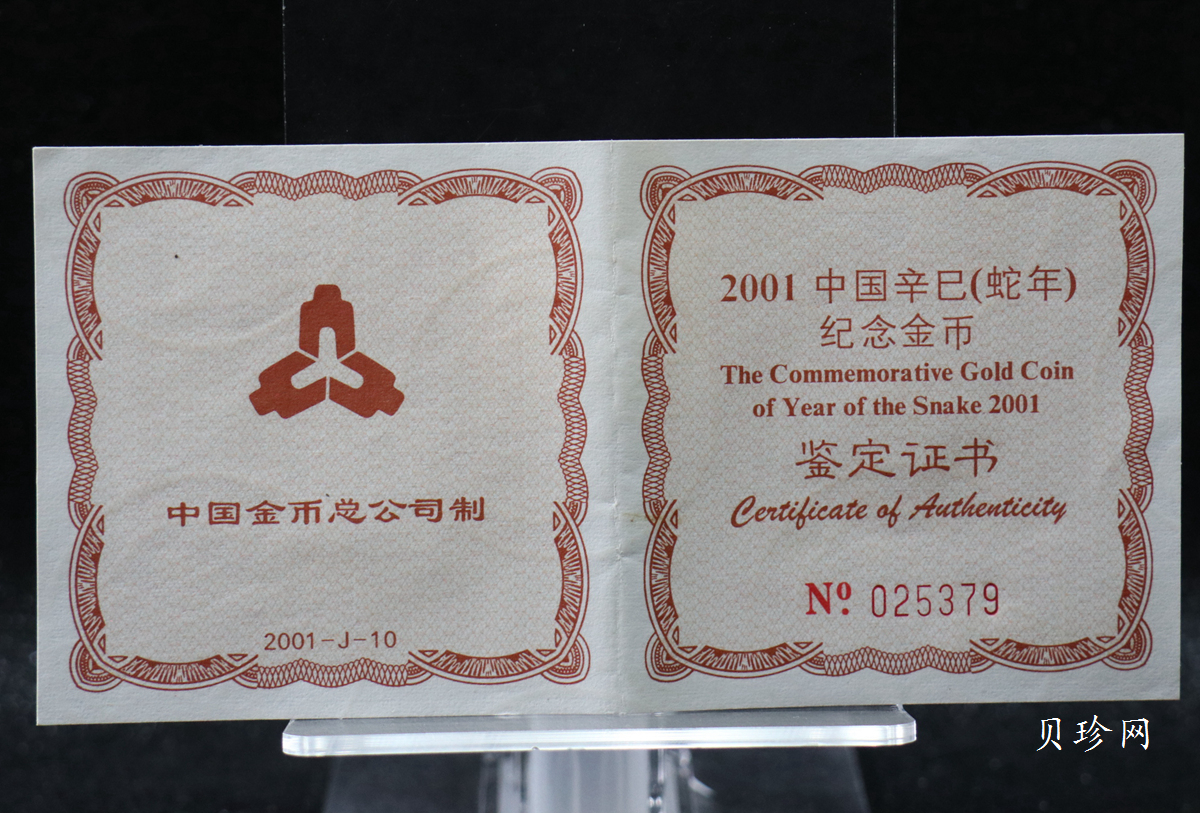 中国金币总公司制
2001-J-10
2001 中国辛巳(蛇年)
纪念金币
The Commemorative Gold Coin
of Year of the Snake 2001
鉴定证书
Certificate of Authenticity
Nº 025379
贝珍网